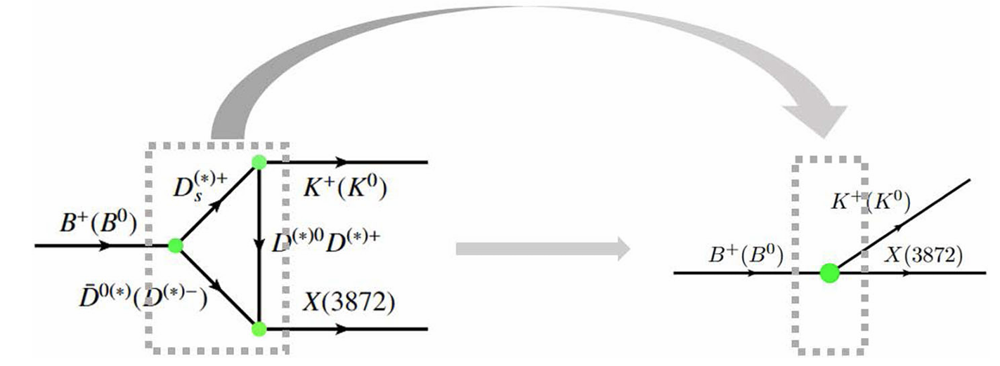 D_s^{(*)+}
K^+(K^0)
B^+(B^0)
D^{(*)0}D^{(*)+}
\bar{D}^{0(*)}(D^{(*)-})
X(3872)
K^+(K^0)
B^+(B^0)
X(3872)